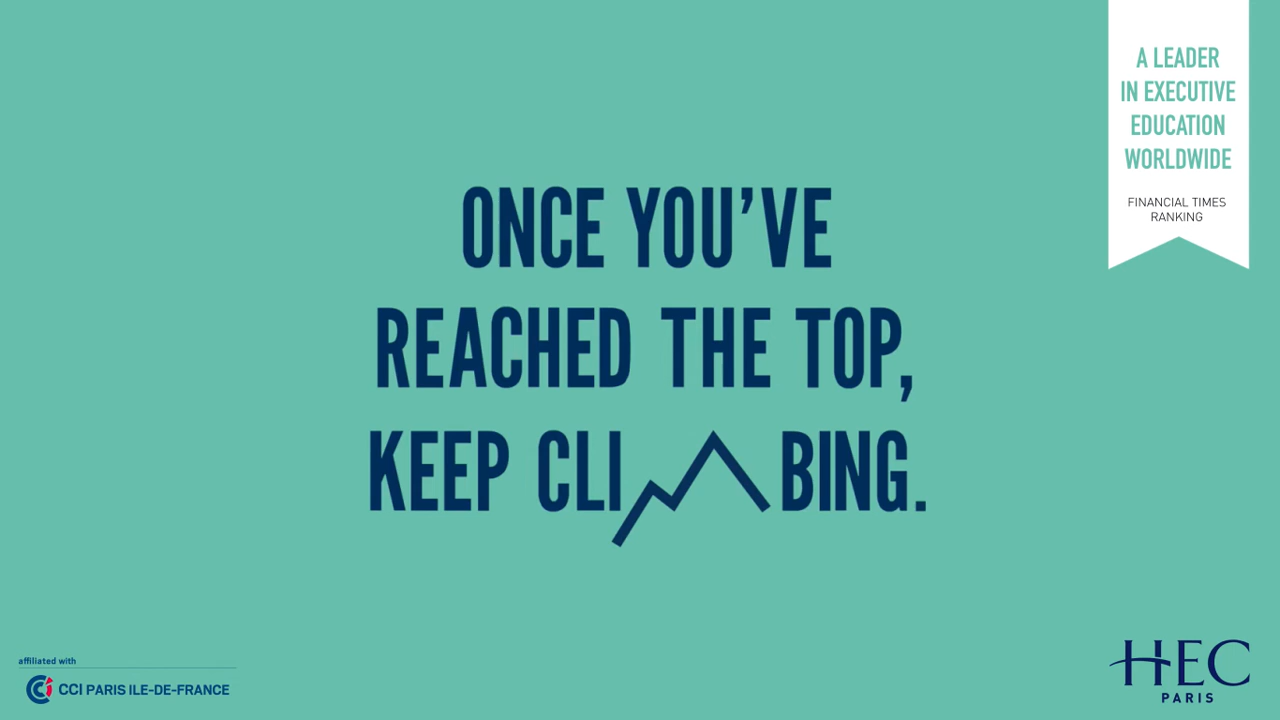 A LEADER
IN EXECUTIVE
EDUCATION
WORLDWIDE
FINANCIAL TIMES
RANKING
ONCE YOU'VE
REACHED THE TOP,
KEEP CLIMBING.
affiliated with
CCI PARIS ILE-DE-FRANCE
HEC
PARIS